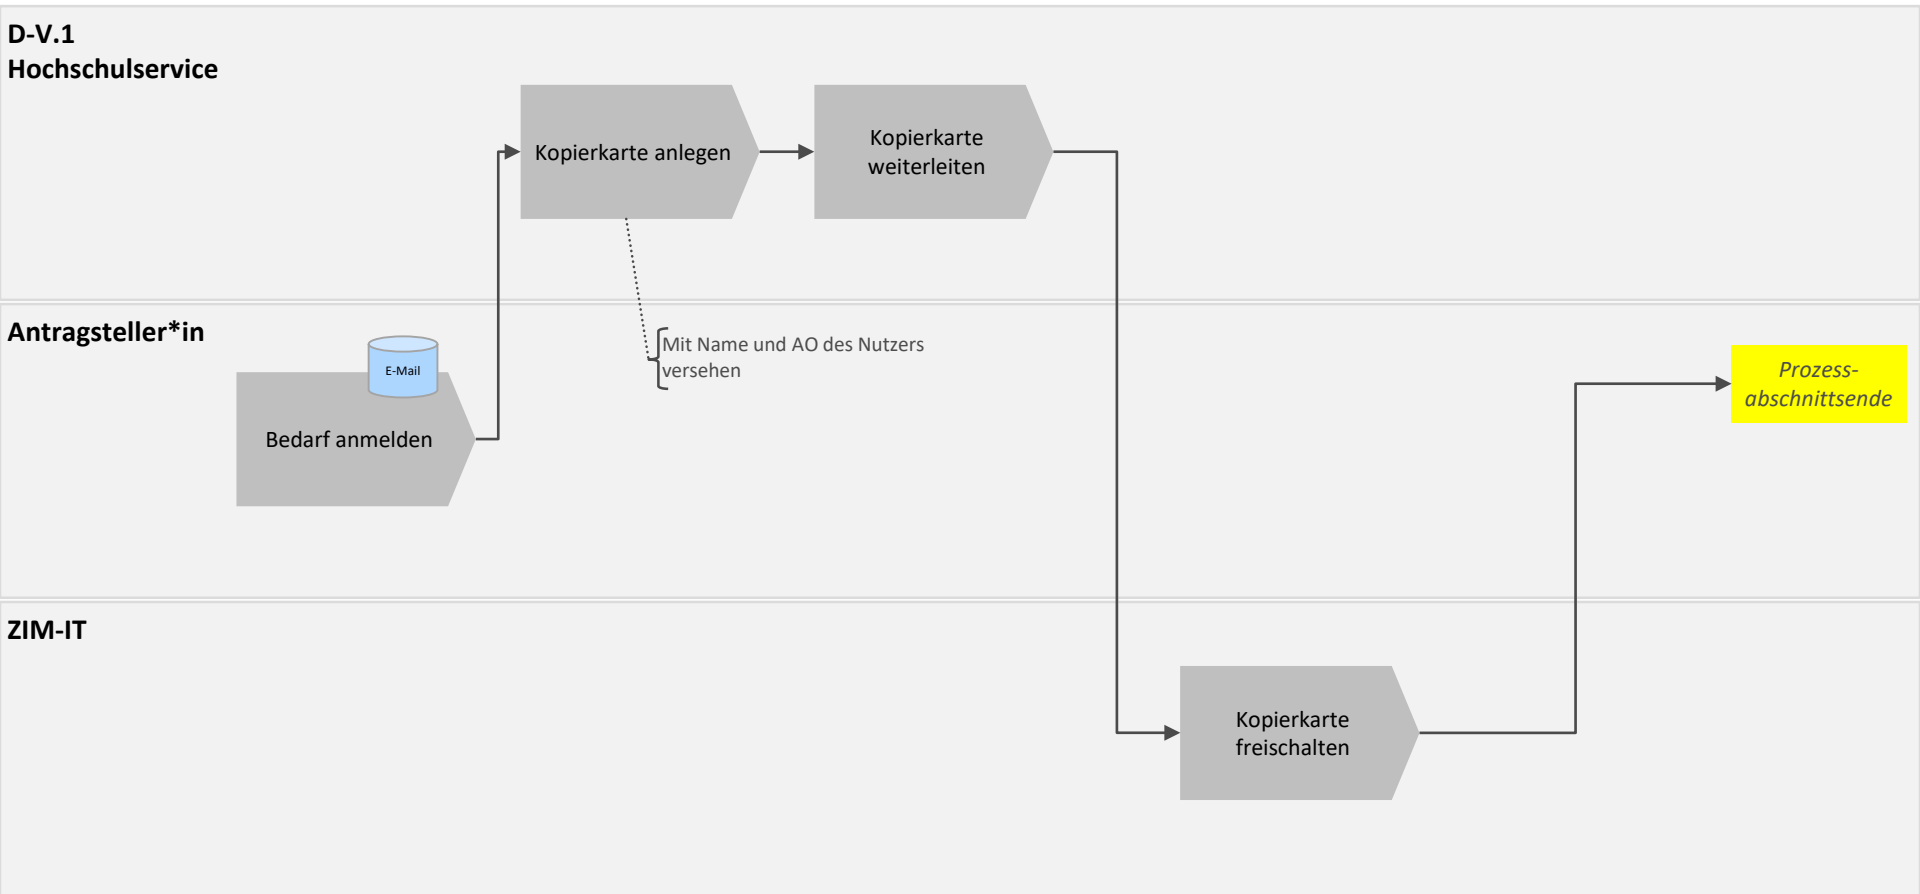 D-V.1
Hochschulservice
Kopierkarte anlegen
Kopierkarte
weiterleiten
Antragsteller*in
E-Mail
Bedarf anmelden
Mit Name und AO des Nutzers
versehen
Prozess-
abschnittsende
ZIM-IT
Kopierkarte
freischalten